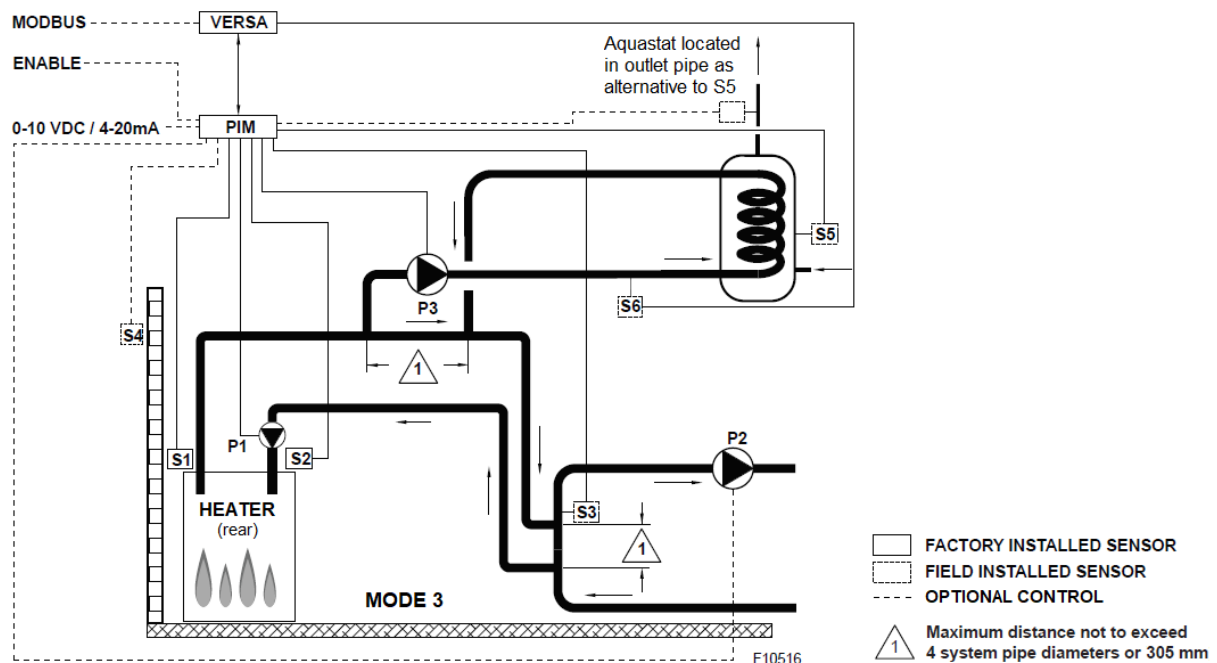 MODBUS
VERSA
ENABLE
0-10 VDC / 4-20mA
PIM
Aquastat located
in outlet pipe as
alternative to S5
S5
S6
P3
S4
1
P1
S1
S2
P2
S3
HEATER
(rear)
1
MODE 3
FACTORY INSTALLED SENSOR
FIELD INSTALLED SENSOR
OPTIONAL CONTROL
1
Maximum distance not to exceed
4 system pipe diameters or 305 mm
F10516